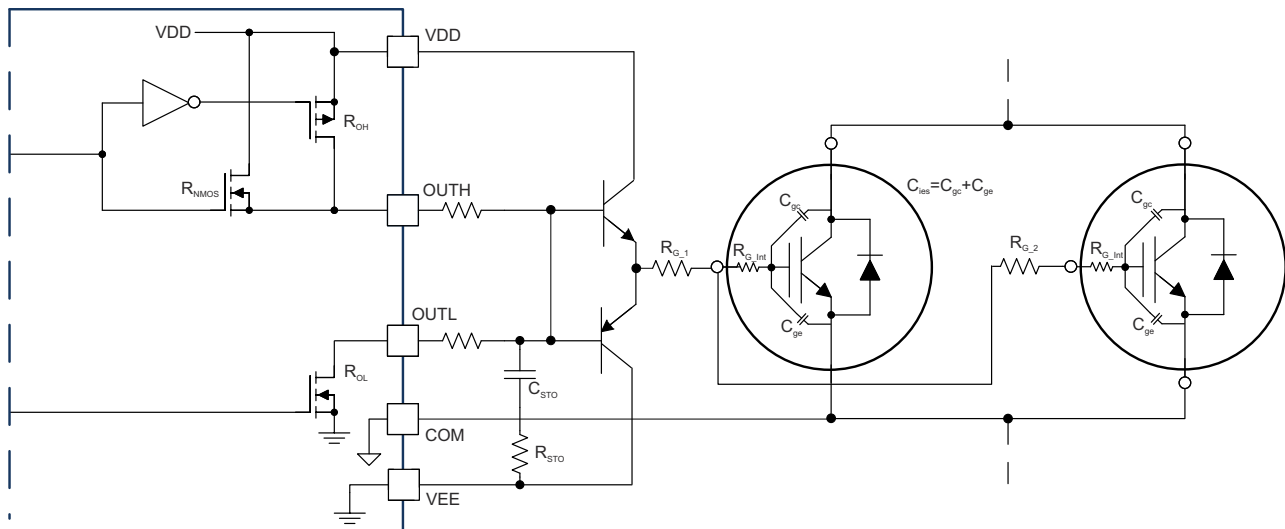 VDD
VDD
R_OH
R_NMOS
OUTH
C_ies=C_gc+C_ge
C_gc
C_gc
R_G_1
R_G_Int
R_G_2
R_G_Int
C_ge
C_ge
OUTL
R_OL
C_STO
COM
R_STO
VEE